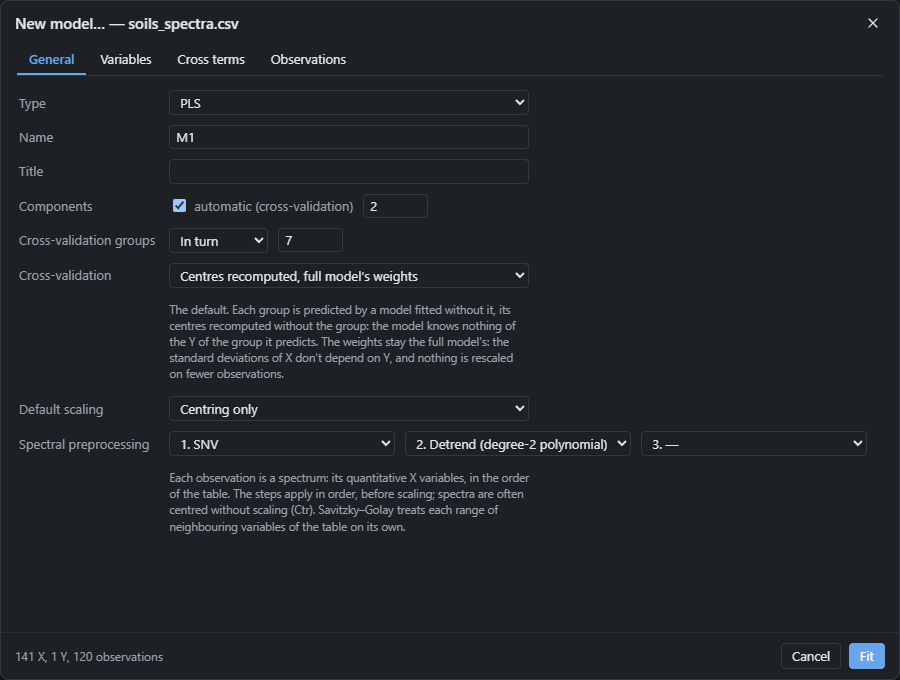 New model... — soils_spectra.csv
General Variables Cross terms Observations
Type PLS
Name M1
Title
Components automatic (cross-validation) 2
Cross-validation groups In turn 7
Cross-validation Centres recomputed, full model's weights
The default. Each group is predicted by a model fitted without it, its
centres recomputed without the group: the model knows nothing of
the Y of the group it predicts. The weights stay the full model's: the
standard deviations of X don't depend on Y, and nothing is rescaled
on fewer observations.
Default scaling Centring only
Spectral preprocessing 1. SNV 2. Detrend (degree-2 polynomial) 3. —
Each observation is a spectrum: its quantitative X variables, in the order
of the table. The steps apply in order, before scaling; spectra are often
centred without scaling (Ctr). Savitzky–Golay treats each range of
neighbouring variables of the table on its own.
141 X, 1 Y, 120 observations Cancel Fit